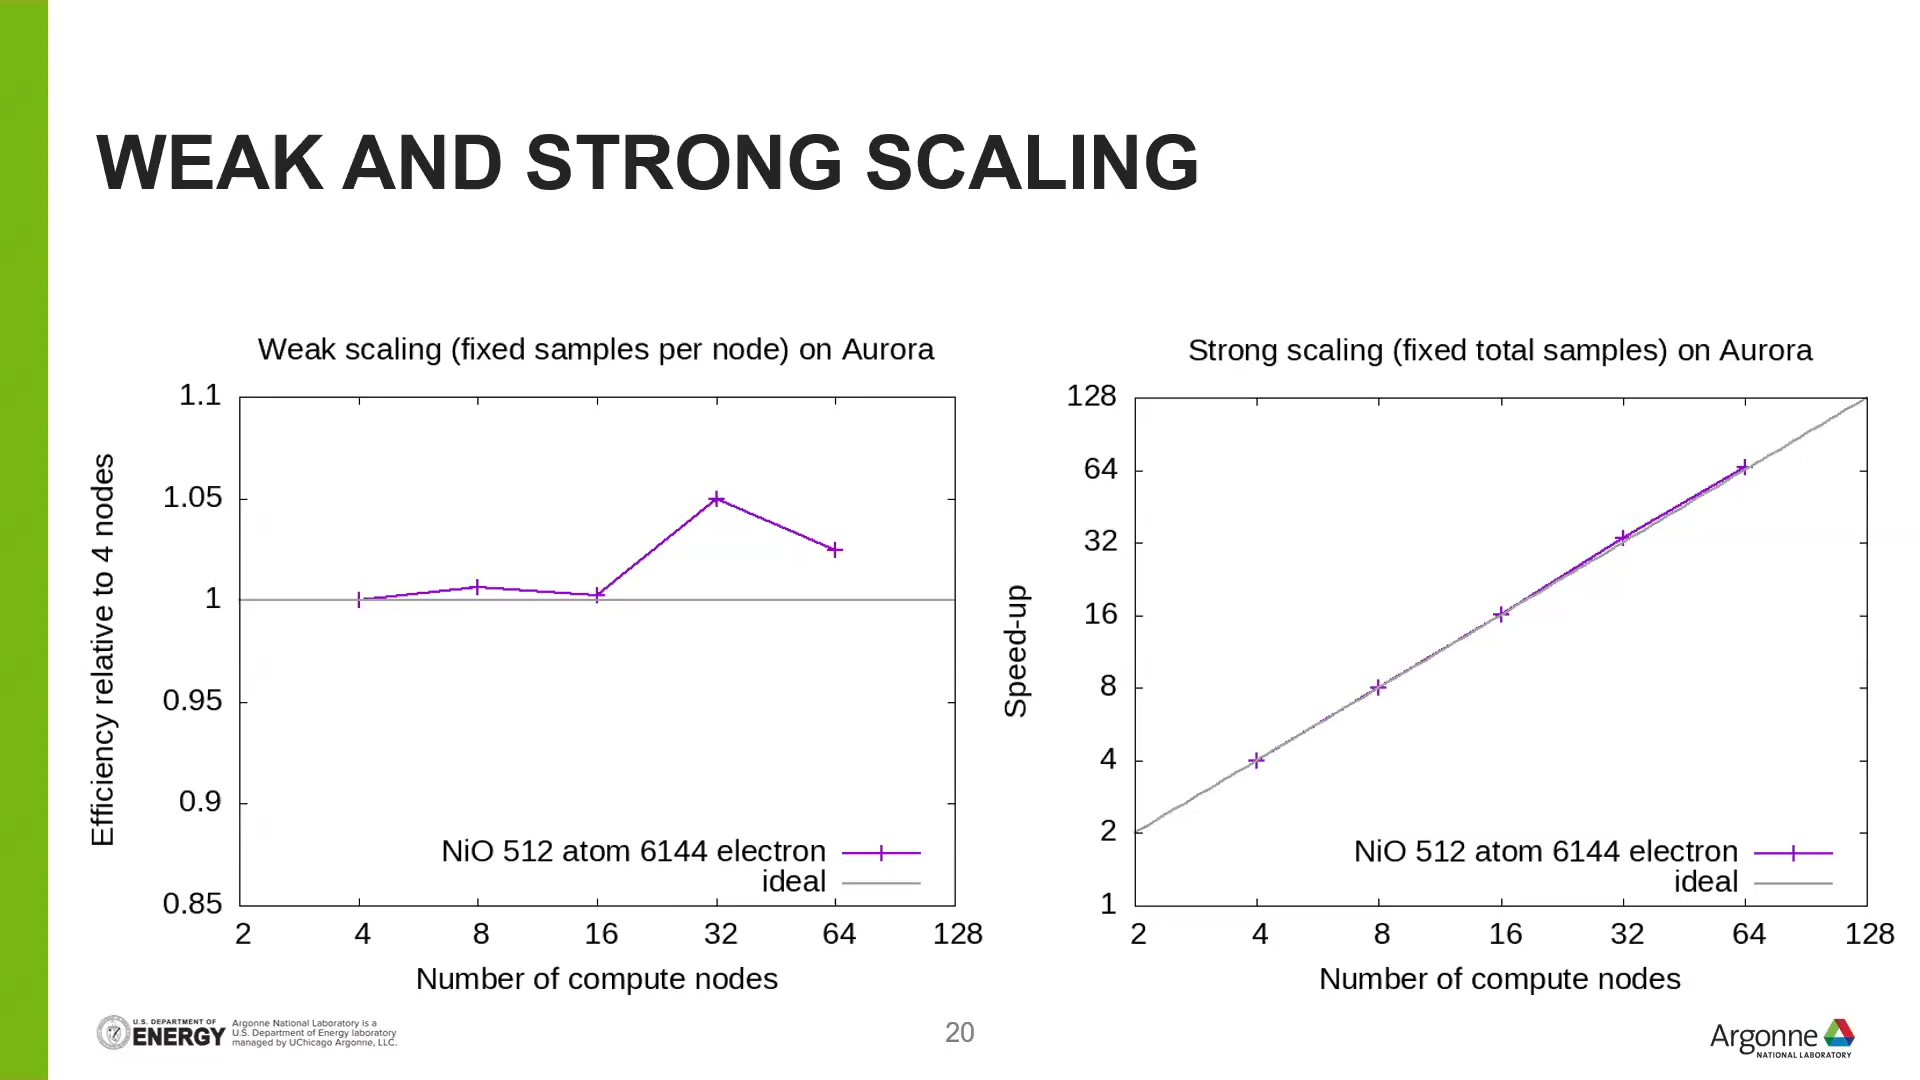 WEAK AND STRONG SCALING
Weak scaling (fixed samples per node) on Aurora
1.1
1.05
1
0.95
0.9
0.85
Efficiency relative to 4 nodes
NiO 512 atom 6144 electron
ideal
2 4 8 16 32 64 128
Number of compute nodes
Strong scaling (fixed total samples) on Aurora
128
64
32
16
8
4
2
1
Speed-up
NiO 512 atom 6144 electron
ideal
2 4 8 16 32 64 128
Number of compute nodes
U.S. DEPARTMENT OF
ENERGY
Argonne National Laboratory is a
U.S. Department of Energy laboratory
managed by UChicago Argonne, LLC.
20
Argonne
NATIONAL LABORATORY